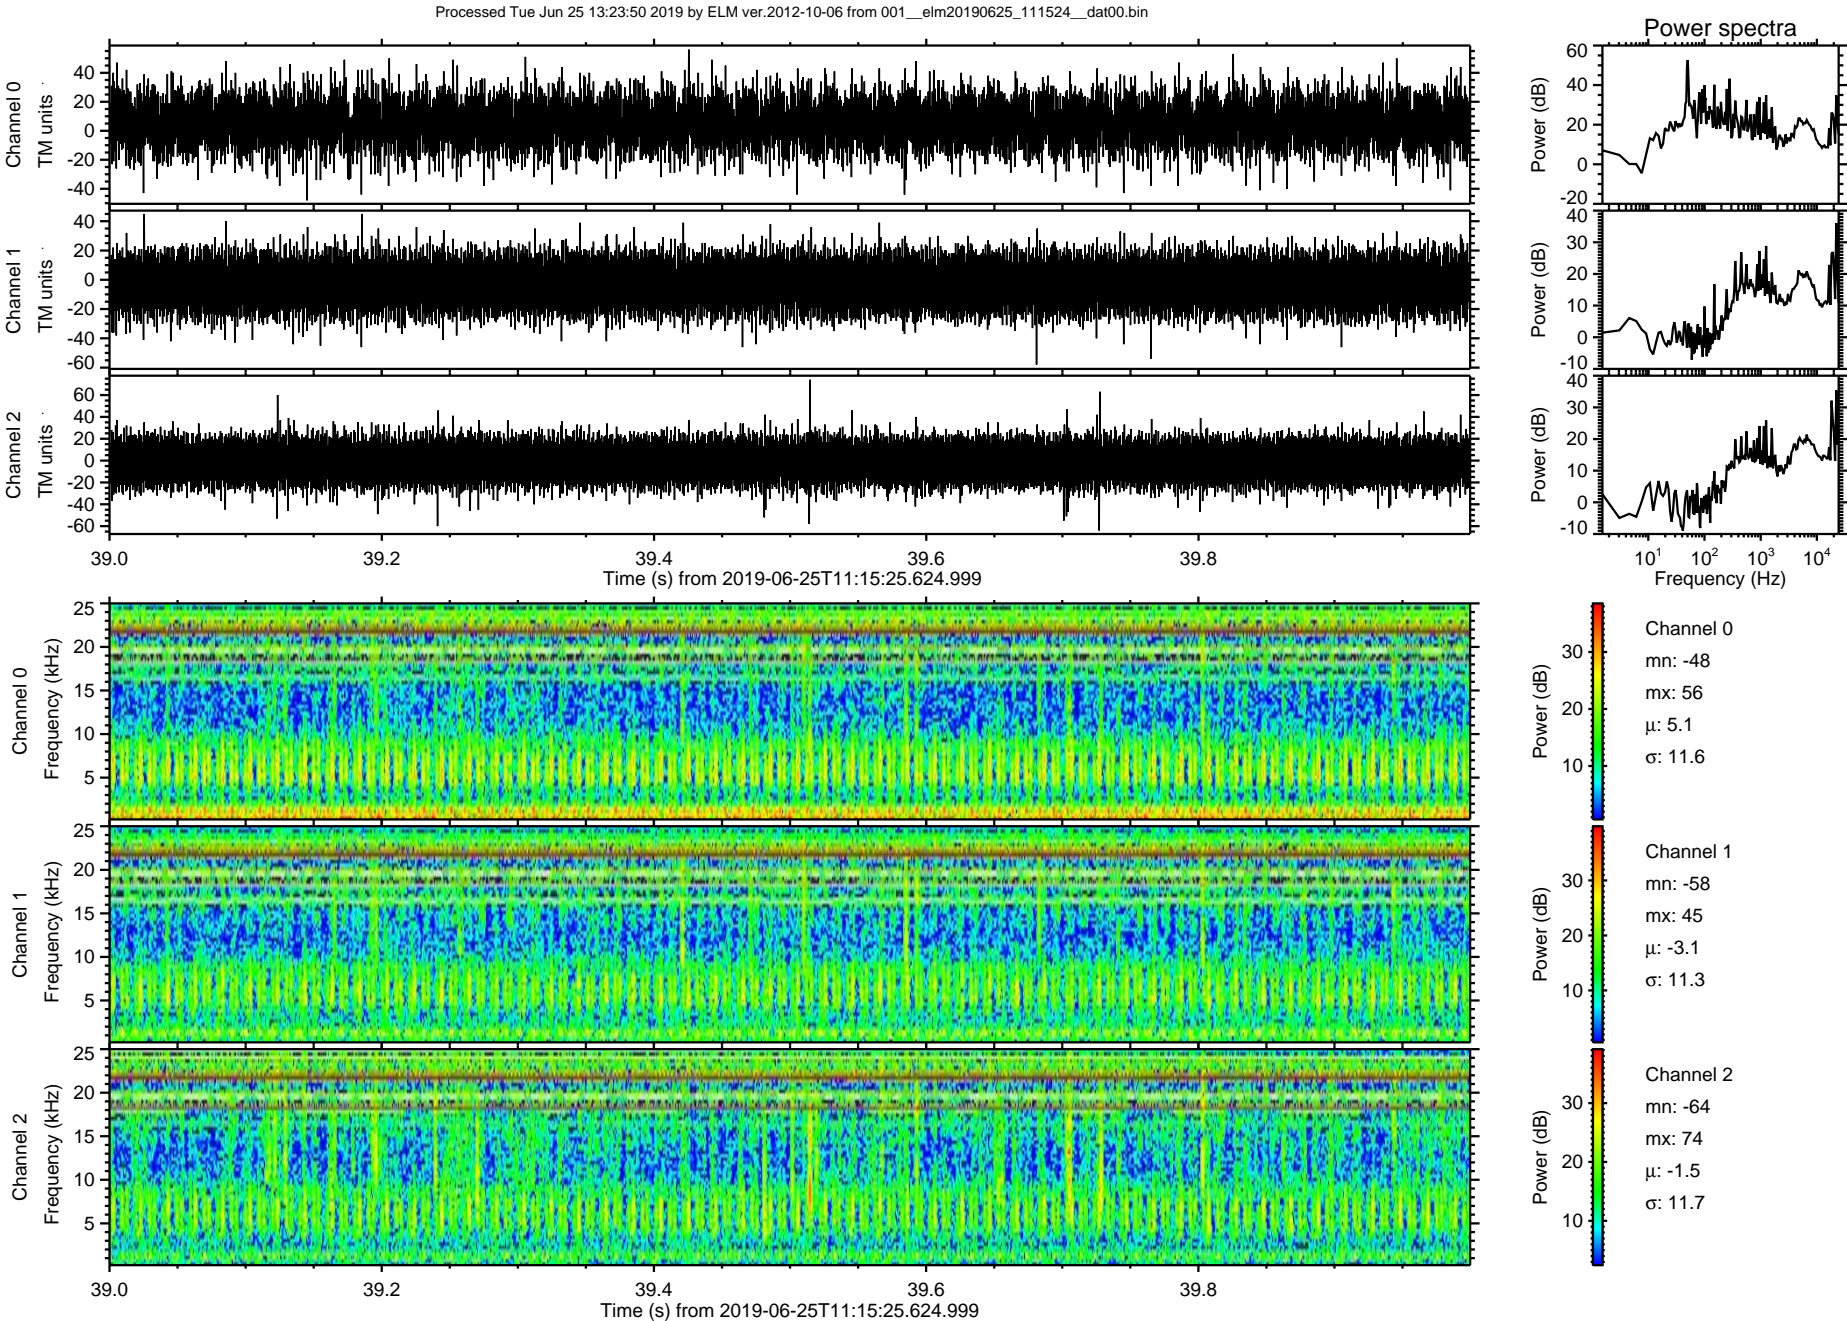 Processed Tue Jun 25 13:23:50 2019 by ELM ver.2012-10-06 from 001__elm20190625_111524__dat00.bin
Power spectra
Channel 0
TM units
40
20
0
-20
-40
Power (dB)
60
40
20
0
-20
Channel 1
TM units
40
20
0
-20
-40
-60
Power (dB)
40
30
20
10
0
-10
Channel 2
TM units
60
40
20
0
-20
-40
-60
Power (dB)
40
30
20
10
0
-10
39.0 39.2 39.4 39.6 39.8
Time (s) from 2019-06-25T11:15:25.624.999
10¹ 10² 10³ 10⁴
Frequency (Hz)
Channel 0
Frequency (kHz)
25
20
15
10
5
Power (dB)
30
20
10
Channel 0
mn: -48
mx: 56
μ: 5.1
σ: 11.6
Channel 1
Frequency (kHz)
25
20
15
10
5
Power (dB)
30
20
10
Channel 1
mn: -58
mx: 45
μ: -3.1
σ: 11.3
Channel 2
Frequency (kHz)
25
20
15
10
5
Power (dB)
30
20
10
Channel 2
mn: -64
mx: 74
μ: -1.5
σ: 11.7
39.0 39.2 39.4 39.6 39.8
Time (s) from 2019-06-25T11:15:25.624.999